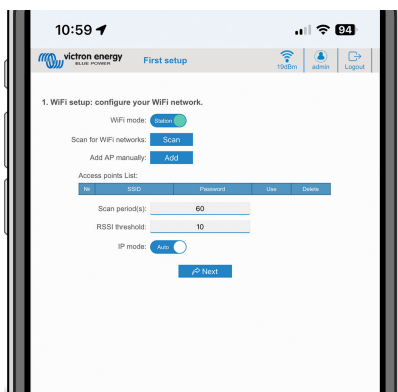 10:59
94
victron energy
BLUE POWER
First setup
19dBm
admin
Logout
1. WiFi setup: configure your WiFi network.
WiFi mode: Station
Scan for WiFi networks: Scan
Add AP manually: Add
Access points List:
№ SSID Password Use Delete
Scan period(s): 60
RSSI threshold: 10
IP mode: Auto
Next